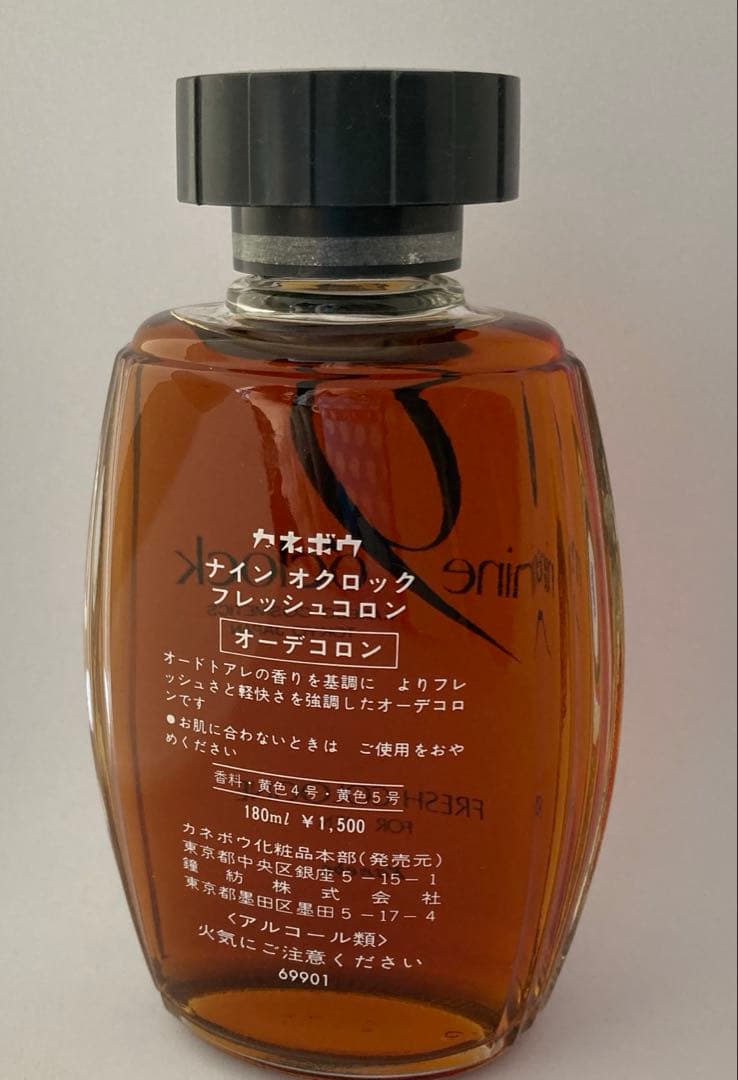 カネボウ
ナイン オクロック
フレッシュコロン
オーデコロン
オードトアレの香りを基調に よりフレ
ッシュさと軽快さを強調したオーデコロ
ンです
●お肌に合わないときは ご使用をおや
めください
香料・黄色4号・黄色5号
180ml ¥1,500
カネボウ化粧品本部(発売元)
東京都中央区銀座5-15-1
鐘紡株式会社
東京都墨田区墨田5-17-4
<アルコール類>
火気にご注意ください
69901
9
nine o'clock
FRESH
FOR